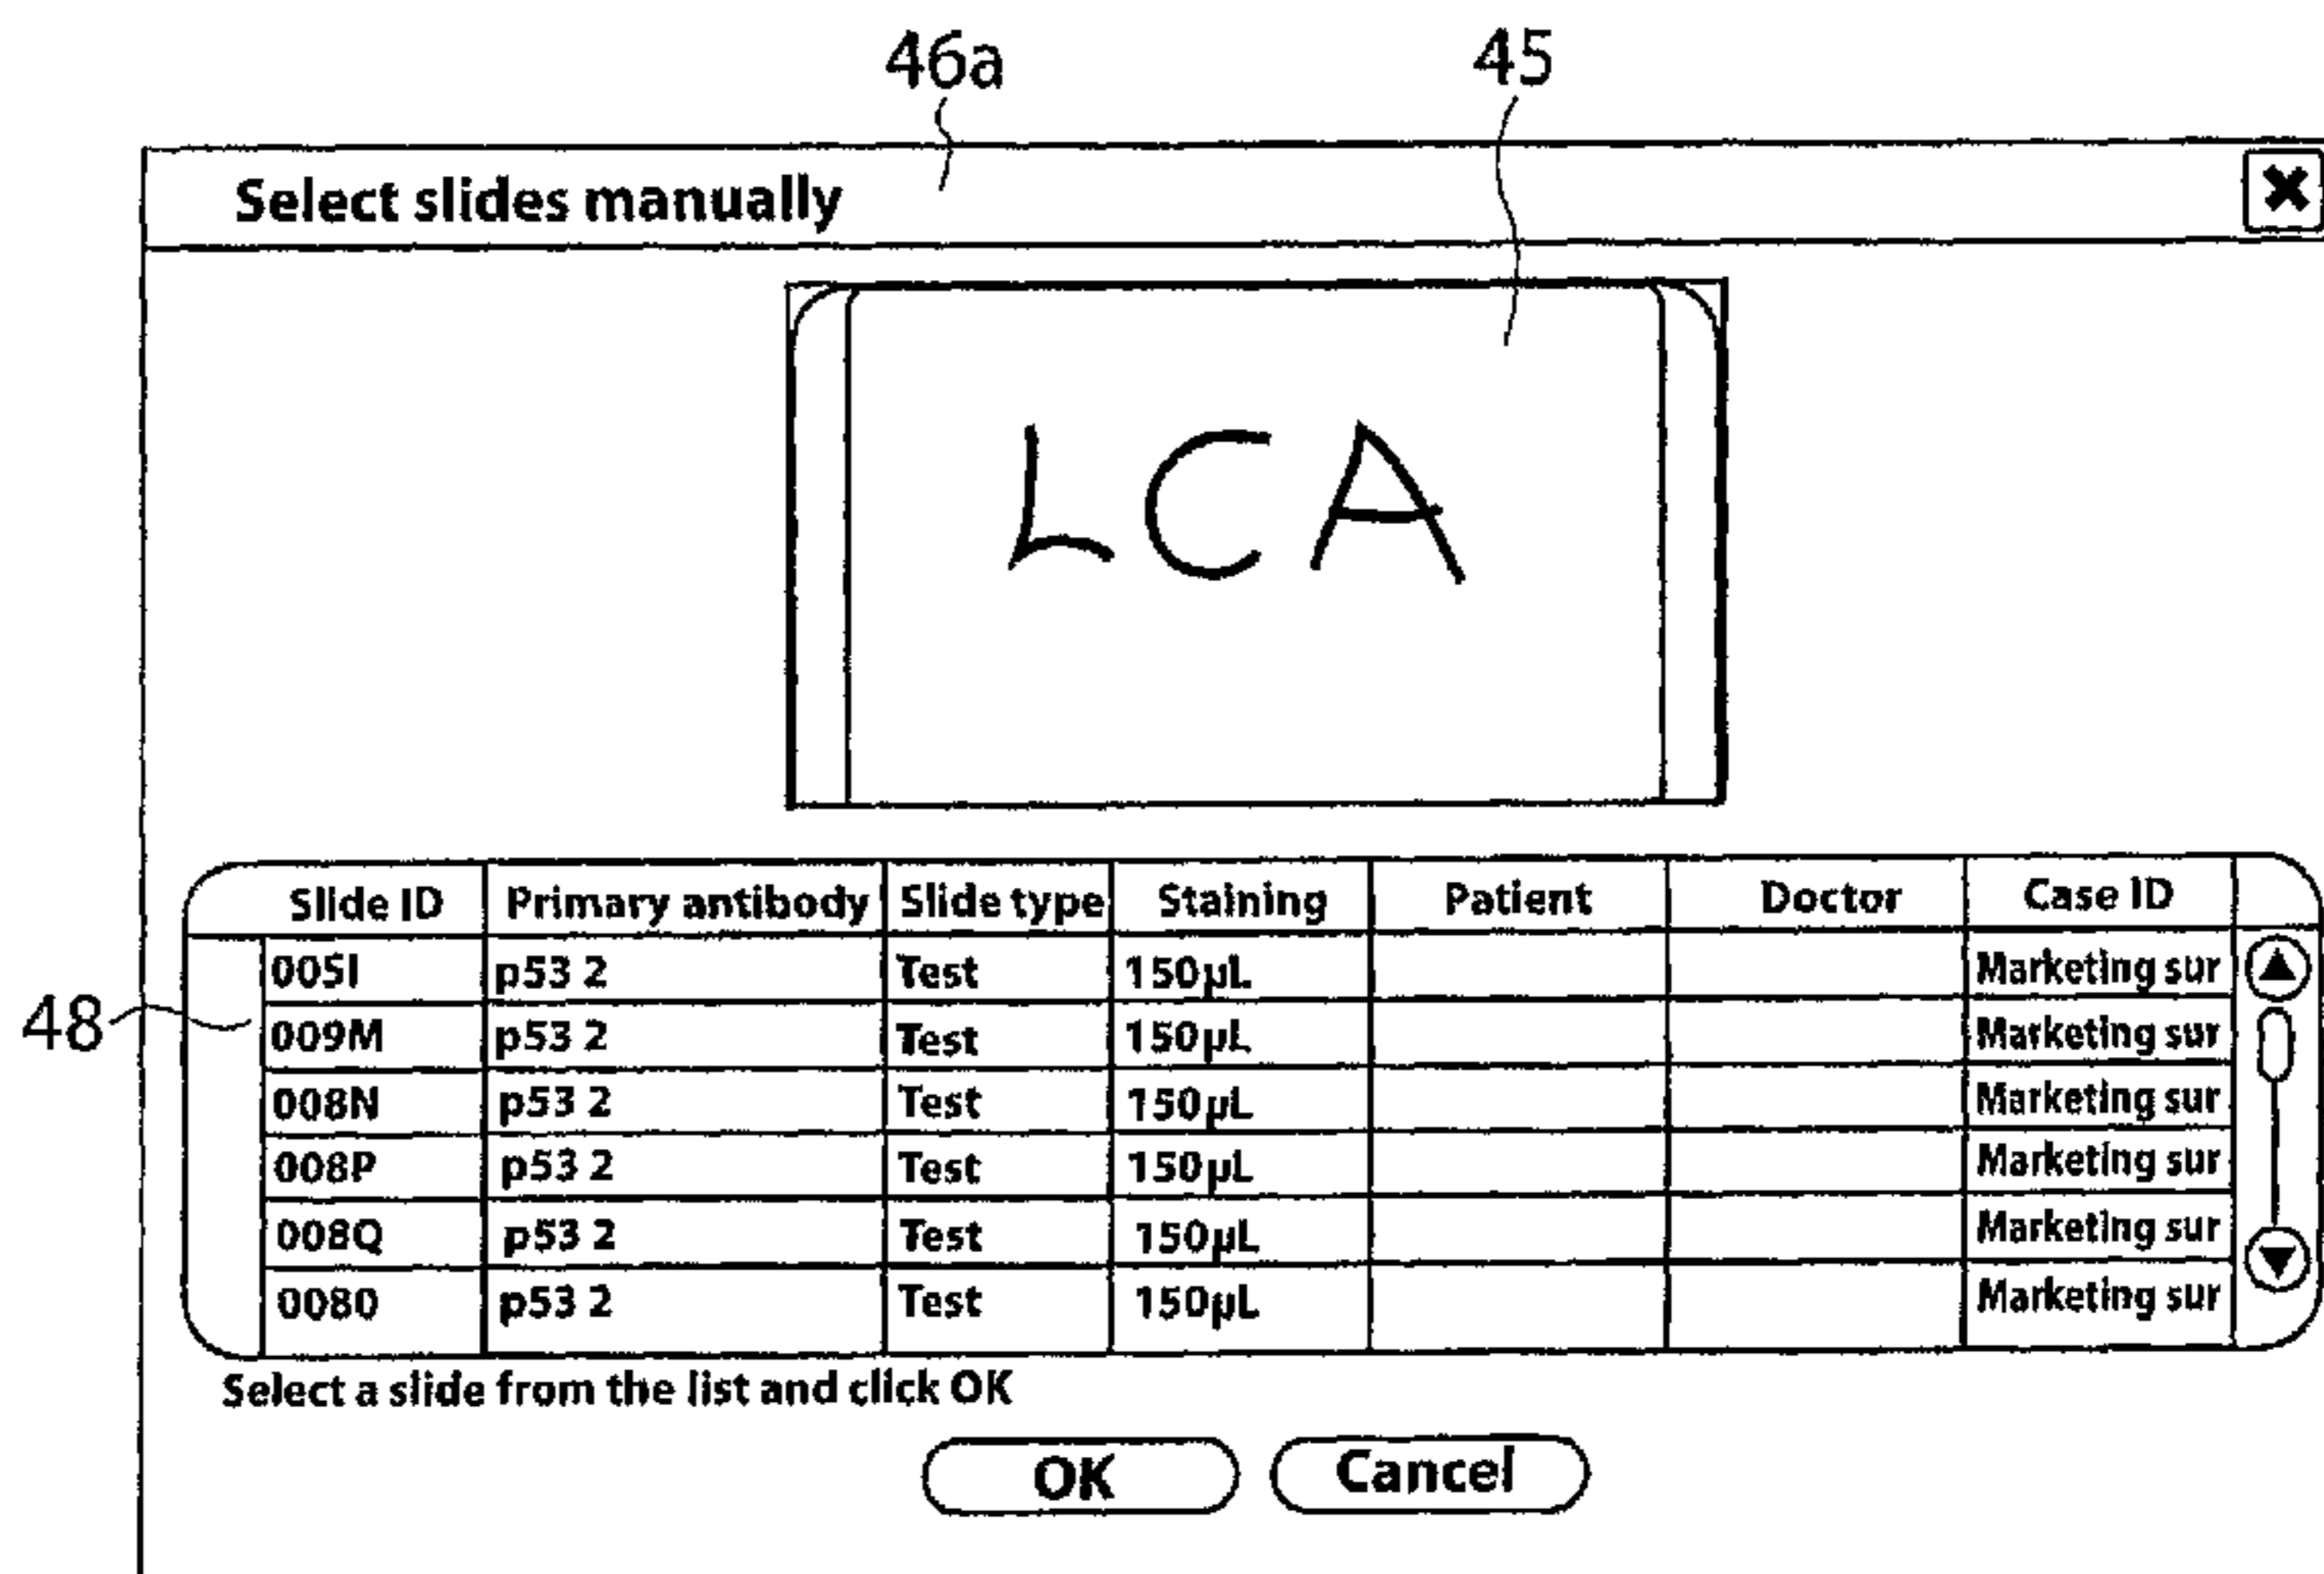 46a 45
Select slides manually
LCA
Slide ID Primary antibody Slide type Staining Patient Doctor Case ID
005I p53 2 Test 150µL Marketing sur
48
009M p53 2 Test 150µL Marketing sur
008N p53 2 Test 150µL Marketing sur
008P p53 2 Test 150µL Marketing sur
008Q p53 2 Test 150µL Marketing sur
0080 p53 2 Test 150µL Marketing sur
Select a slide from the list and click OK
OK Cancel